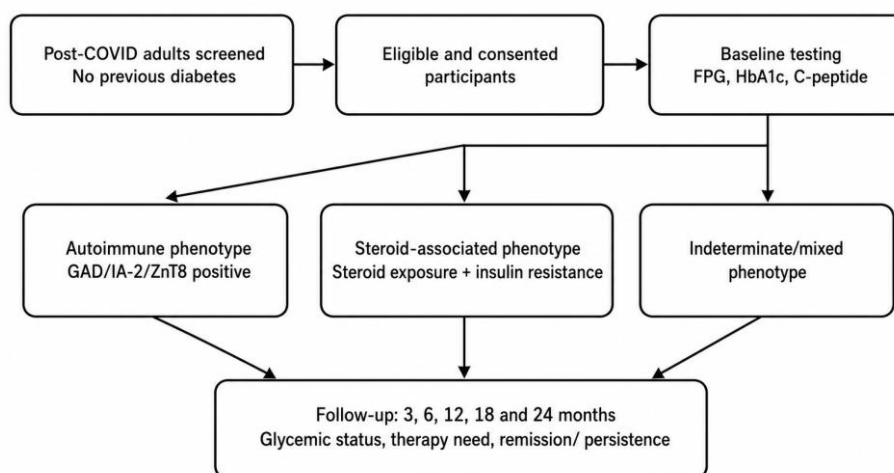 Post-COVID adults screened
No previous diabetes
Eligible and consented
participants
Baseline testing
FPG, HbA1c, C-peptide
Autoimmune phenotype
GAD/IA-2/ZnT8 positive
Steroid-associated phenotype
Steroid exposure + insulin resistance
Indeterminate/mixed
phenotype
Follow-up: 3, 6, 12, 18 and 24 months
Glycemic status, therapy need, remission/ persistence